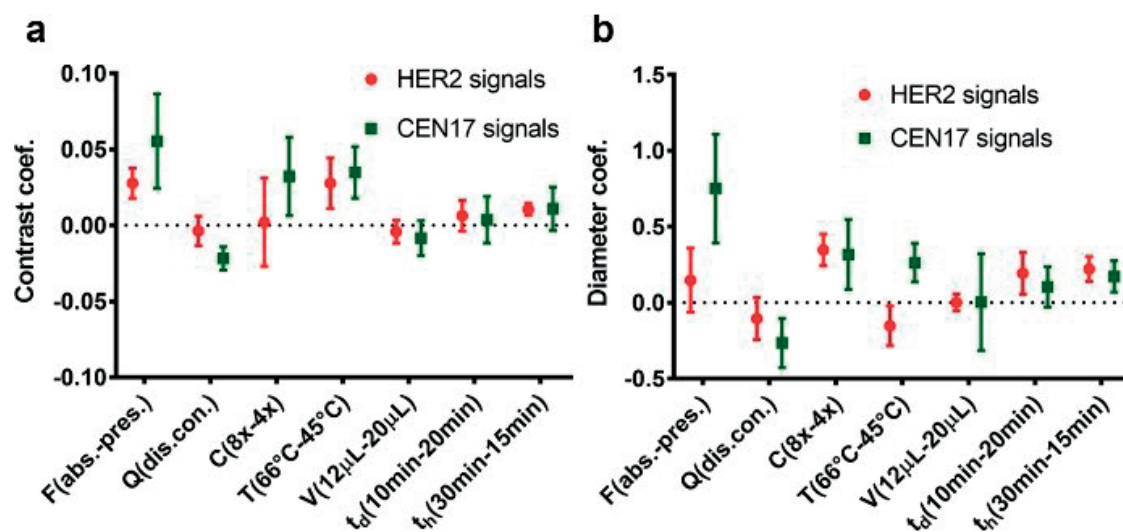 a
Contrast coef.
0.10
0.05
0.00
-0.05
-0.10
HER2 signals
CEN17 signals
F(abs.-pres.)
Q(dis.con.)
C(8x-4x)
T(66°C-45°C)
V(12µL-20µL)
td(10min-20min)
th(30min-15min)
b
Diameter coef.
1.5
1.0
0.5
0.0
-0.5
HER2 signals
CEN17 signals
F(abs.-pres.)
Q(dis.con.)
C(8x-4x)
T(66°C-45°C)
V(12µL-20µL)
td(10min-20min)
th(30min-15min)